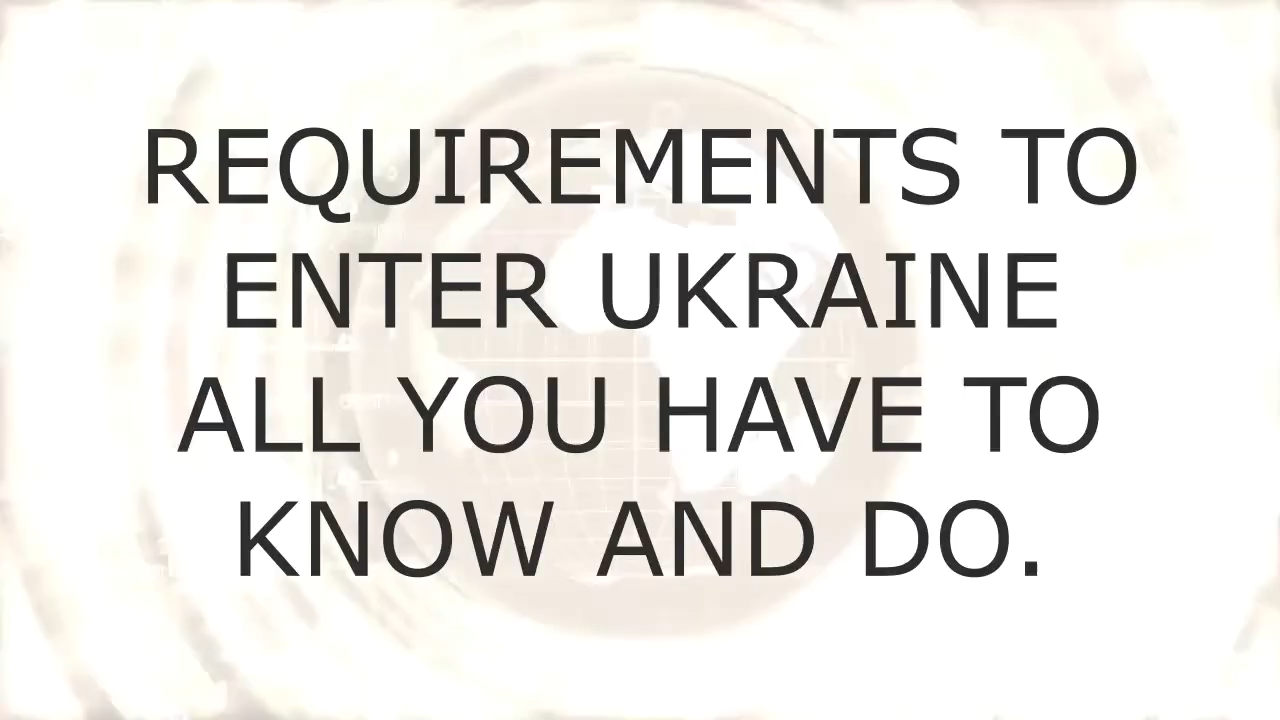 REQUIREMENTS TO
ENTER UKRAINE
ALL YOU HAVE TO
KNOW AND DO.